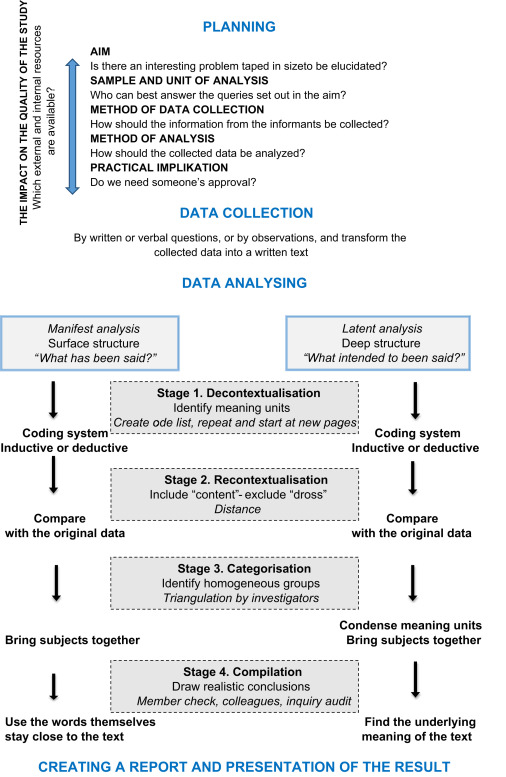 PLANNING
THE IMPACT ON THE QUALITY OF THE STUDY
Which external and internal resources
are available?
AIM
Is there an interesting problem taped in sizeto be elucidated?
SAMPLE AND UNIT OF ANALYSIS
Who can best answer the queries set out in the aim?
METHOD OF DATA COLLECTION
How should the information from the informants be collected?
METHOD OF ANALYSIS
How should the collected data be analyzed?
PRACTICAL IMPLIKATION
Do we need someone's approval?
DATA COLLECTION
By written or verbal questions, or by observations, and transform the
collected data into a written text
DATA ANALYSING
Manifest analysis
Surface structure
“What has been said?”
Latent analysis
Deep structure
“What intended to been said?”
Stage 1. Decontextualisation
Identify meaning units
Create ode list, repeat and start at new pages
Coding system
Inductive or deductive
Coding system
Inductive or deductive
Stage 2. Recontextualisation
Include “content”- exclude “dross”
Distance
Compare
with the original data
Compare
with the original data
Stage 3. Categorisation
Identify homogeneous groups
Triangulation by investigators
Bring subjects together
Condense meaning units
Bring subjects together
Stage 4. Compilation
Draw realistic conclusions
Member check, colleagues, inquiry audit
Use the words themselves
stay close to the text
Find the underlying
meaning of the text
CREATING A REPORT AND PRESENTATION OF THE RESULT